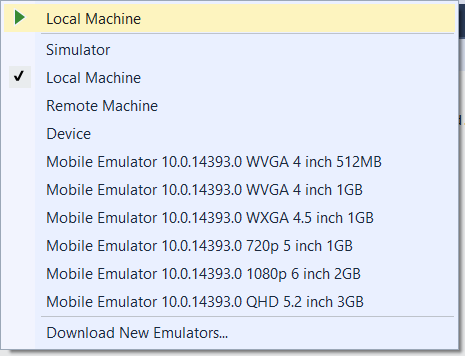 Local Machine
Simulator
Local Machine
Remote Machine
Device
Mobile Emulator 10.0.14393.0 WVGA 4 inch 512MB
Mobile Emulator 10.0.14393.0 WVGA 4 inch 1GB
Mobile Emulator 10.0.14393.0 WXGA 4.5 inch 1GB
Mobile Emulator 10.0.14393.0 720p 5 inch 1GB
Mobile Emulator 10.0.14393.0 1080p 6 inch 2GB
Mobile Emulator 10.0.14393.0 QHD 5.2 inch 3GB
Download New Emulators...